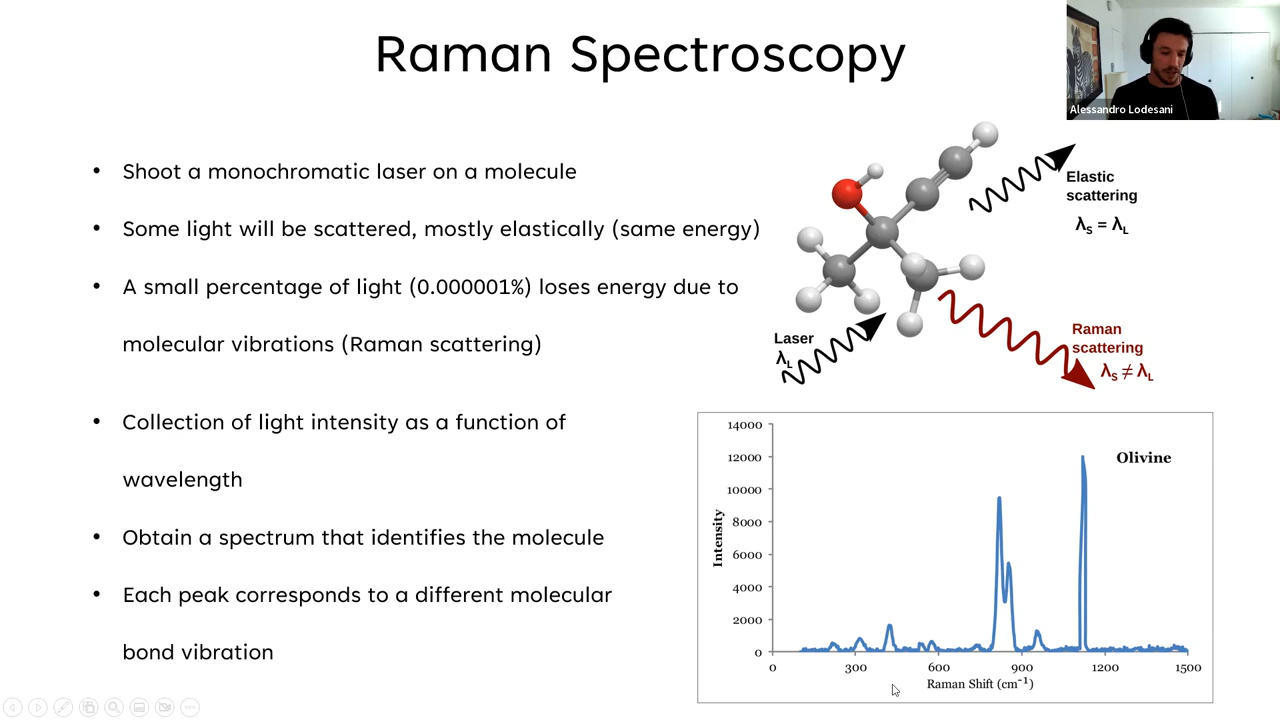 Raman Spectroscopy
Alessandro Lodesani
• Shoot a monochromatic laser on a molecule
• Some light will be scattered, mostly elastically (same energy)
• A small percentage of light (0.000001%) loses energy due to
molecular vibrations (Raman scattering)
• Collection of light intensity as a function of
wavelength
• Obtain a spectrum that identifies the molecule
• Each peak corresponds to a different molecular
bond vibration
Elastic
scattering
λS = λL
Laser
λL
Raman
scattering
λS ≠ λL
Olivine
Intensity
14000
12000
10000
8000
6000
4000
2000
0
0 300 600 900 1200 1500
Raman Shift (cm⁻¹)